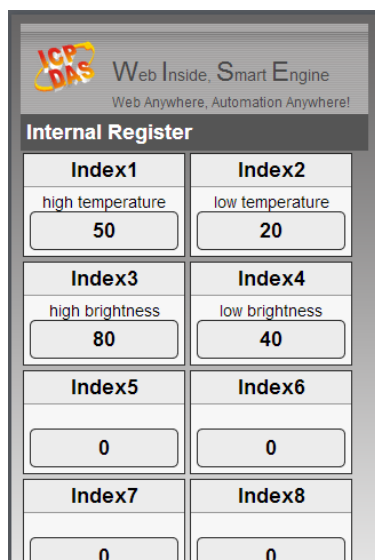 ICP
DAS
Web Inside, Smart Engine
Web Anywhere, Automation Anywhere!
Internal Register
Index1 Index2
high temperature low temperature
50 20
Index3 Index4
high brightness low brightness
80 40
Index5 Index6
0 0
Index7 Index8
0 0